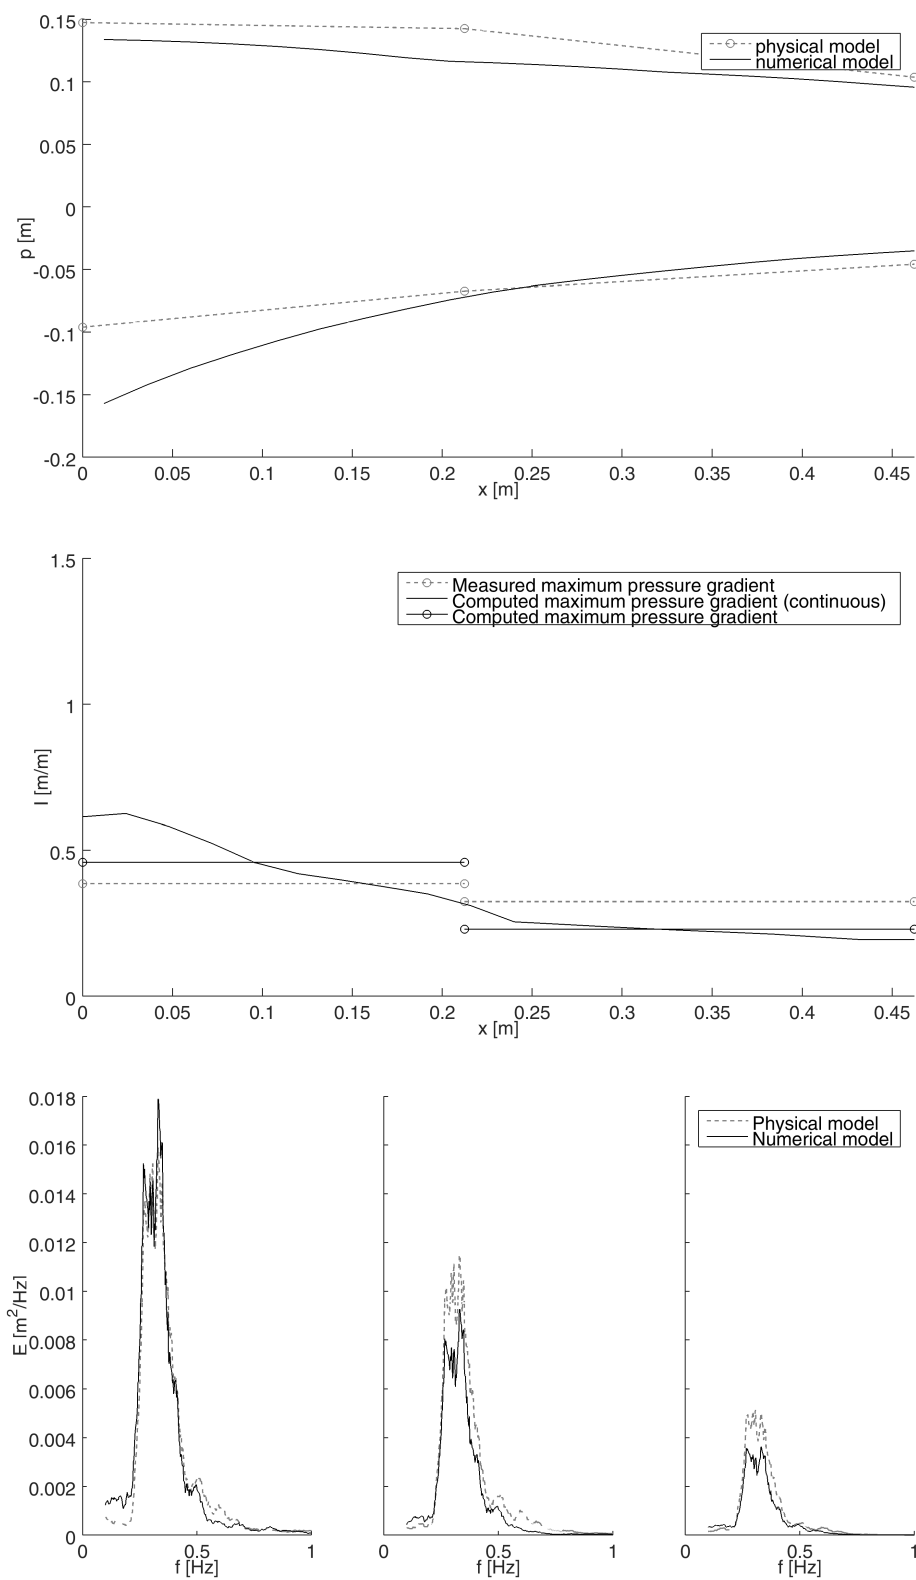 0.15
0.1
0.05
0
-0.05
-0.1
-0.15
-0.2
p [m]
physical model
numerical model
0 0.05 0.1 0.15 0.2 0.25 0.3 0.35 0.4 0.45
x [m]
1.5
1
0.5
0
I [m/m]
Measured maximum pressure gradient
Computed maximum pressure gradient (continuous)
Computed maximum pressure gradient
0 0.05 0.1 0.15 0.2 0.25 0.3 0.35 0.4 0.45
x [m]
0.018
0.016
0.014
0.012
0.01
0.008
0.006
0.004
0.002
0
E [m²/Hz]
Physical model
Numerical model
0 0.5 1 0 0.5 1 0 0.5 1
f [Hz] f [Hz] f [Hz]